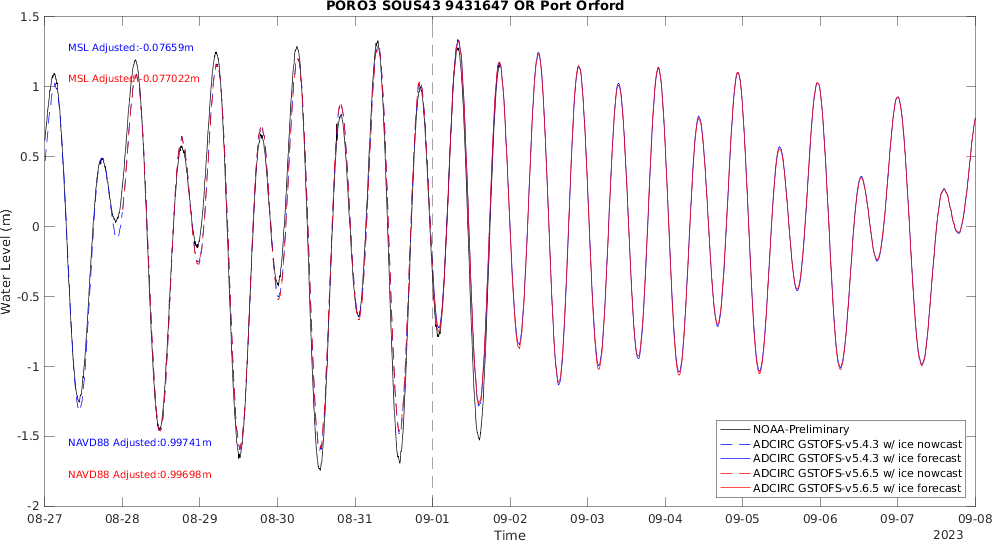 PORO3 SOUS43 9431647 OR Port Orford
Water Level (m)
1.5
1
0.5
0
-0.5
-1
-1.5
-2
MSL Adjusted:-0.07659m
MSL Adjusted:-0.077022m
NAVD88 Adjusted:0.99741m
NAVD88 Adjusted:0.99698m
NOAA-Preliminary
ADCIRC GSTOFS-v5.4.3 w/ ice nowcast
ADCIRC GSTOFS-v5.4.3 w/ ice forecast
ADCIRC GSTOFS-v5.6.5 w/ ice nowcast
ADCIRC GSTOFS-v5.6.5 w/ ice forecast
08-27 08-28 08-29 08-30 08-31 09-01 09-02 09-03 09-04 09-05 09-06 09-07 09-08
Time
2023